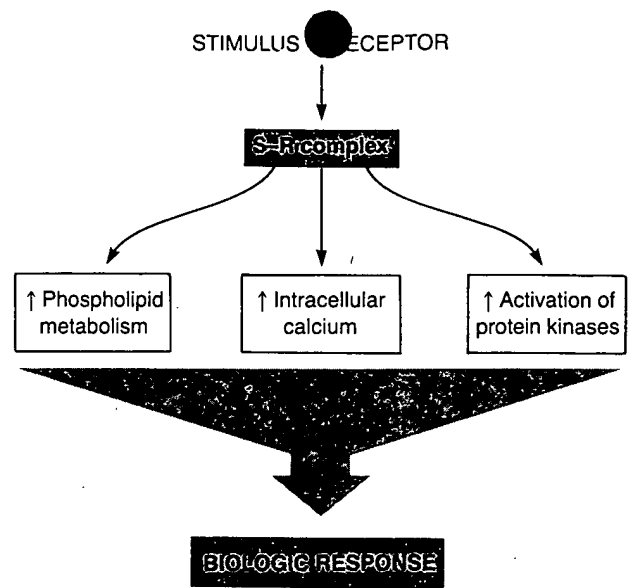 STIMULUS ECEPTOR
S–R complex
↑ Phospholipid
metabolism
↑ Intracellular
calcium
↑ Activation of
protein kinases
BIOLOGIC RESPONSE